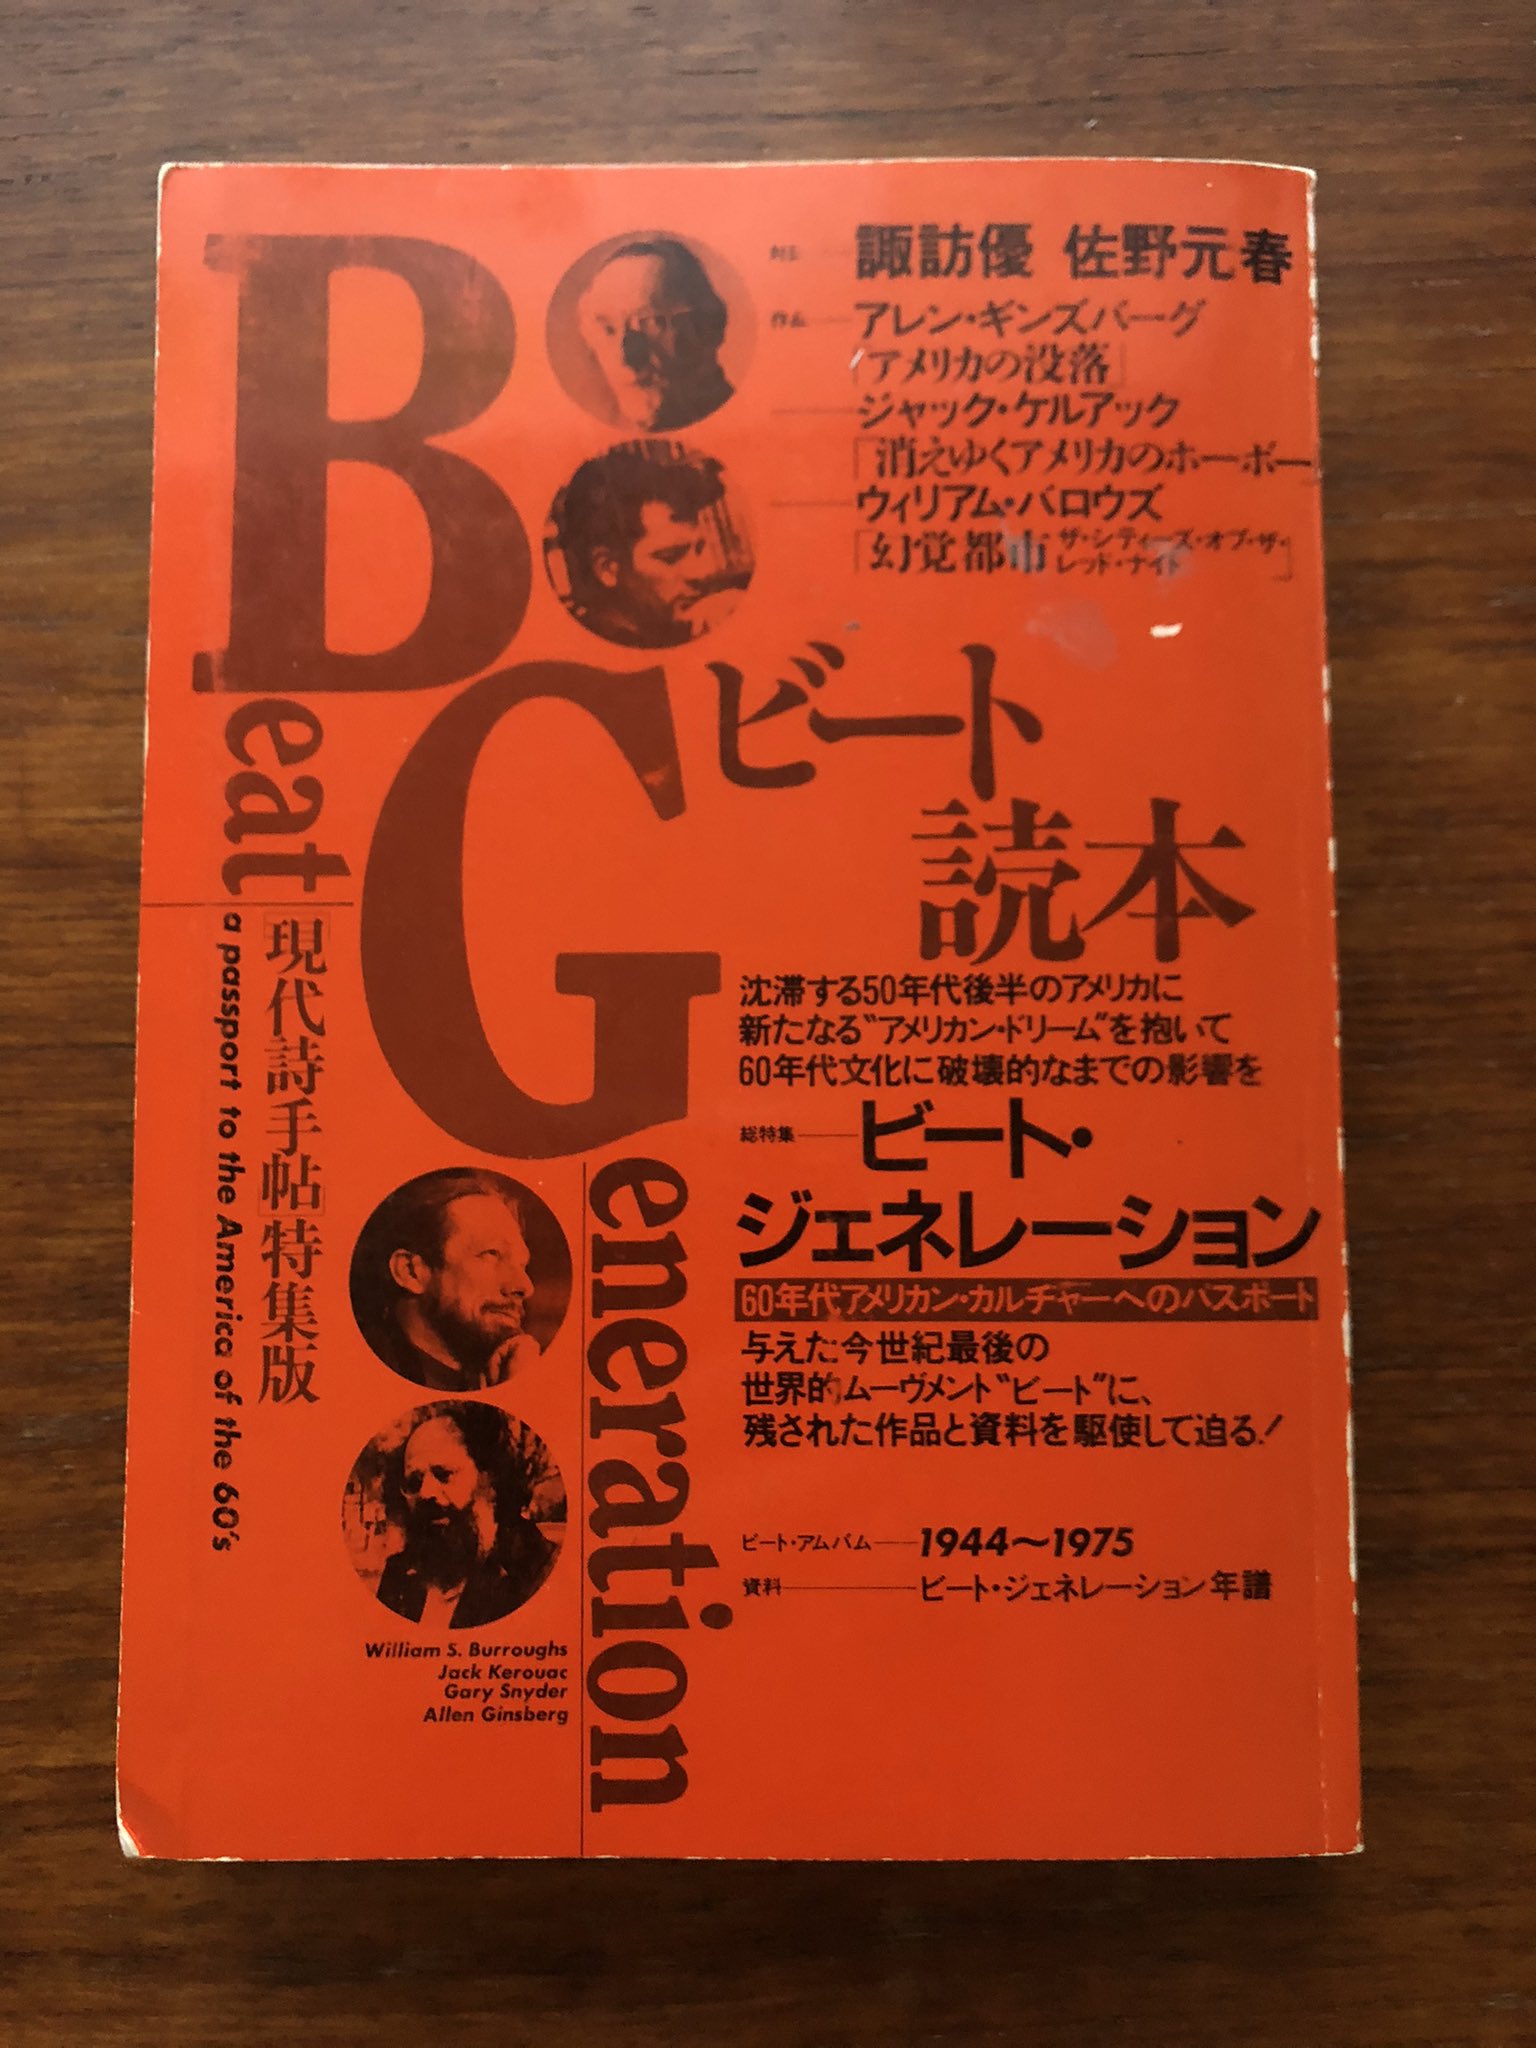 Beat
Generation
対談 諏訪優 佐野元春
作品 アレン・ギンズバーグ
「アメリカの没落」
ジャック・ケルアック
「消えゆくアメリカのホーボー」
ウィリアム・バロウズ
「幻覚都市 ザ・シティーズ・オブ・ザ・レッド・ナイト」
ビート
読本
沈滞する50年代後半のアメリカに
新たなる"アメリカン・ドリーム"を抱いて
60年代文化に破壊的なまでの影響を
総特集 ビート・
ジェネレーション
60年代アメリカン・カルチャーへのパスポート
与えた今世紀最後の
世界的ムーヴメント"ビート"に、
残された作品と資料を駆使して迫る!
ビート・アムバム 1944〜1975
資料 ビート・ジェネレーション年譜
「現代詩手帖」特集版
a passport to the America of the 60's
William S. Burroughs
Jack Kerouac
Gary Snyder
Allen Ginsberg